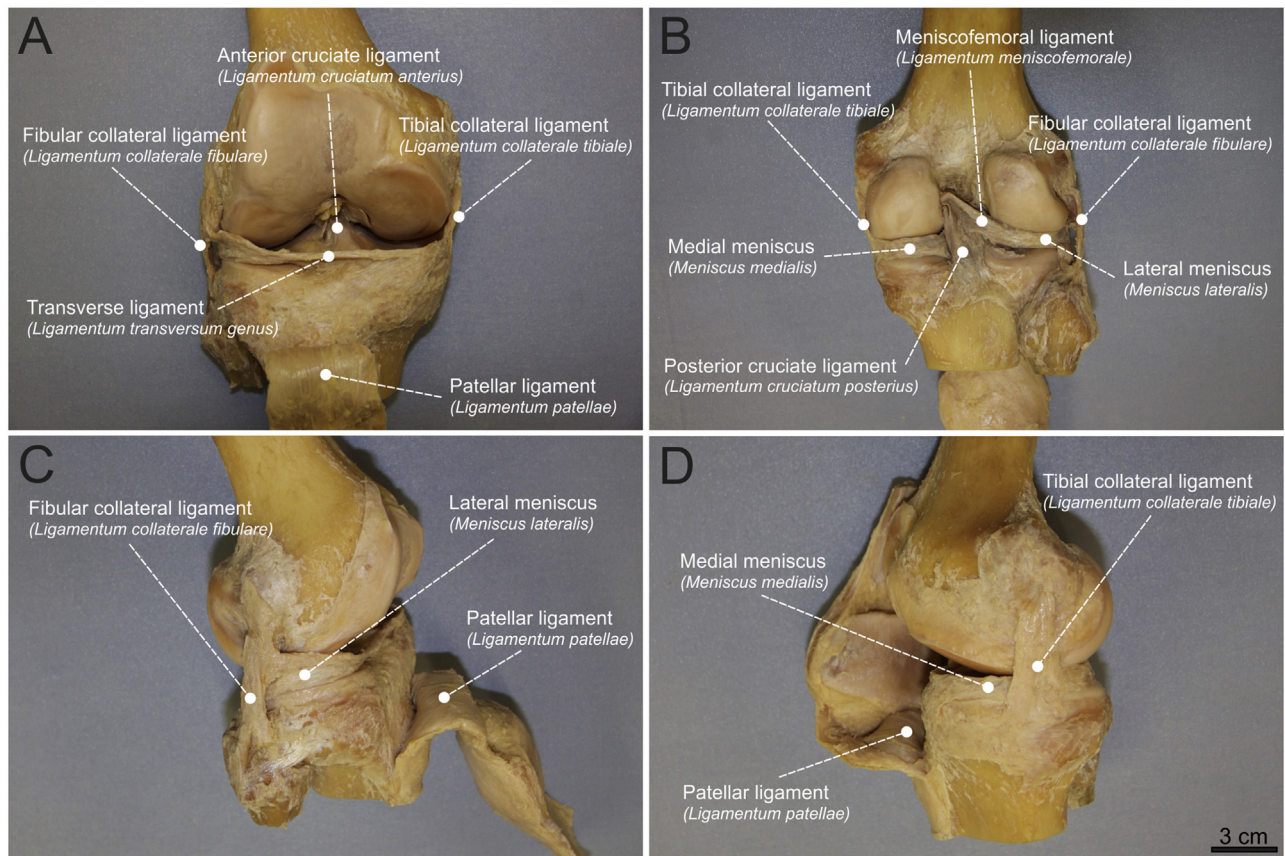 A
Anterior cruciate ligament
(Ligamentum cruciatum anterius)
Fibular collateral ligament
(Ligamentum collaterale fibulare)
Tibial collateral ligament
(Ligamentum collaterale tibiale)
Transverse ligament
(Ligamentum transversum genus)
Patellar ligament
(Ligamentum patellae)
B
Meniscofemoral ligament
(Ligamentum meniscofemorale)
Tibial collateral ligament
(Ligamentum collaterale tibiale)
Fibular collateral ligament
(Ligamentum collaterale fibulare)
Medial meniscus
(Meniscus medialis)
Lateral meniscus
(Meniscus lateralis)
Posterior cruciate ligament
(Ligamentum cruciatum posterius)
C
Fibular collateral ligament
(Ligamentum collaterale fibulare)
Lateral meniscus
(Meniscus lateralis)
Patellar ligament
(Ligamentum patellae)
D
Tibial collateral ligament
(Ligamentum collaterale tibiale)
Medial meniscus
(Meniscus medialis)
Patellar ligament
(Ligamentum patellae)
3 cm